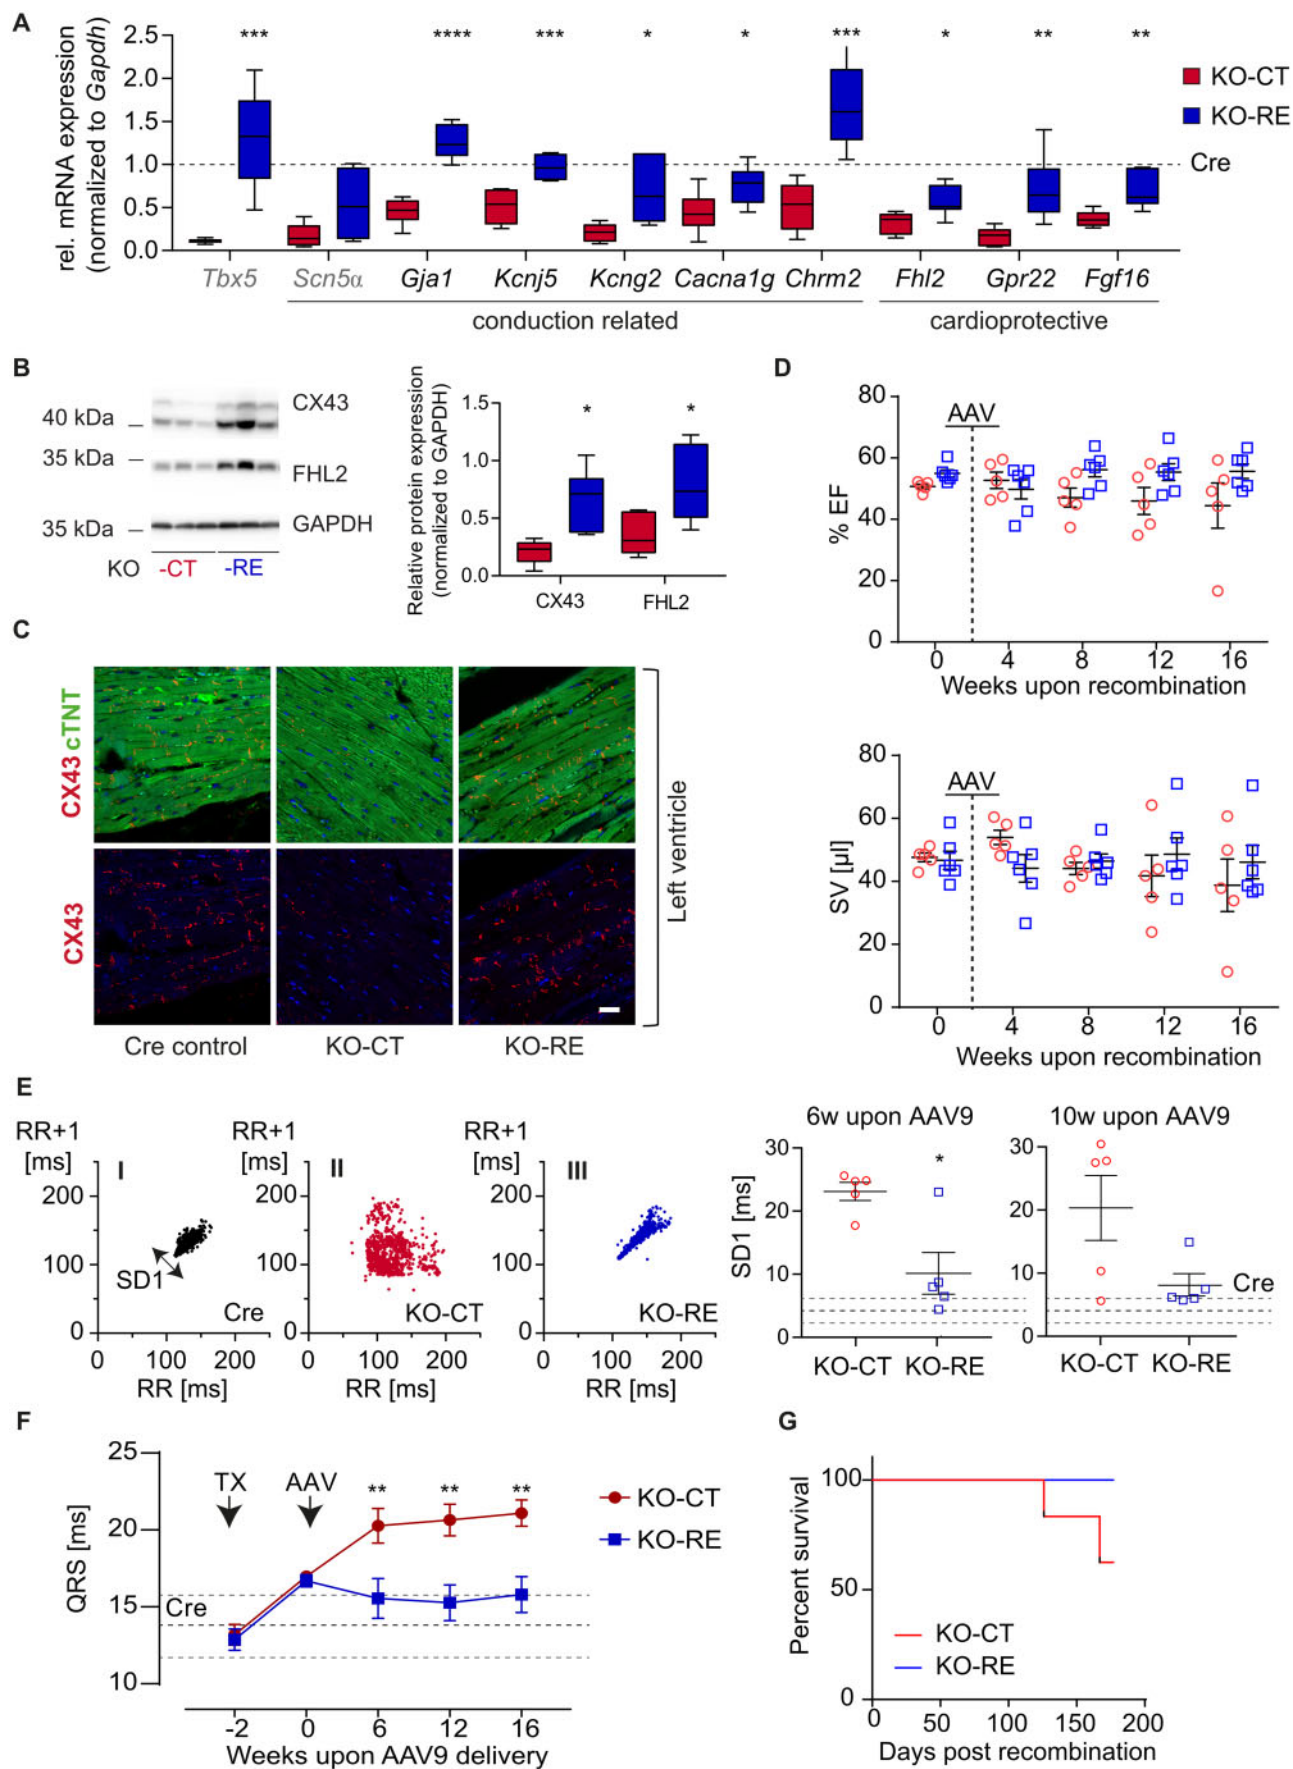 A
rel. mRNA expression
(normalized to Gapdh)
2.5
2.0
1.5
1.0
0.5
0.0
*** **** *** * * *** * ** **
KO-CT
KO-RE
Cre
Tbx5 Scn5α Gja1 Kcnj5 Kcng2 Cacna1g Chrm2 Fhl2 Gpr22 Fgf16
conduction related cardioprotective
B
40 kDa
35 kDa
35 kDa
CX43
FHL2
GAPDH
KO -CT -RE
Relative protein expression
(normalized to GAPDH)
1.5
1.0
0.5
0.0
* *
CX43 FHL2
C
CX43 cTNT
CX43
Left ventricle
Cre control KO-CT KO-RE
D
% EF
80
60
40
20
0
AAV
0 4 8 12 16
Weeks upon recombination
SV [µl]
80
60
40
20
0
AAV
0 4 8 12 16
Weeks upon recombination
E
RR+1
[ms]
200
100
0
I
SD1
Cre
0 100 200
RR [ms]
RR+1
[ms]
200
100
0
II
KO-CT
0 100 200
RR [ms]
RR+1
[ms]
200
100
0
III
KO-RE
0 100 200
RR [ms]
6w upon AAV9
SD1 [ms]
30
20
10
0
*
KO-CT KO-RE
10w upon AAV9
30
20
10
0
Cre
KO-CT KO-RE
F
QRS [ms]
25
20
15
10
TX AAV
** ** **
Cre
KO-CT
KO-RE
-2 0 6 12 16
Weeks upon AAV9 delivery
G
Percent survival
100
50
0
KO-CT
KO-RE
0 50 100 150 200
Days post recombination